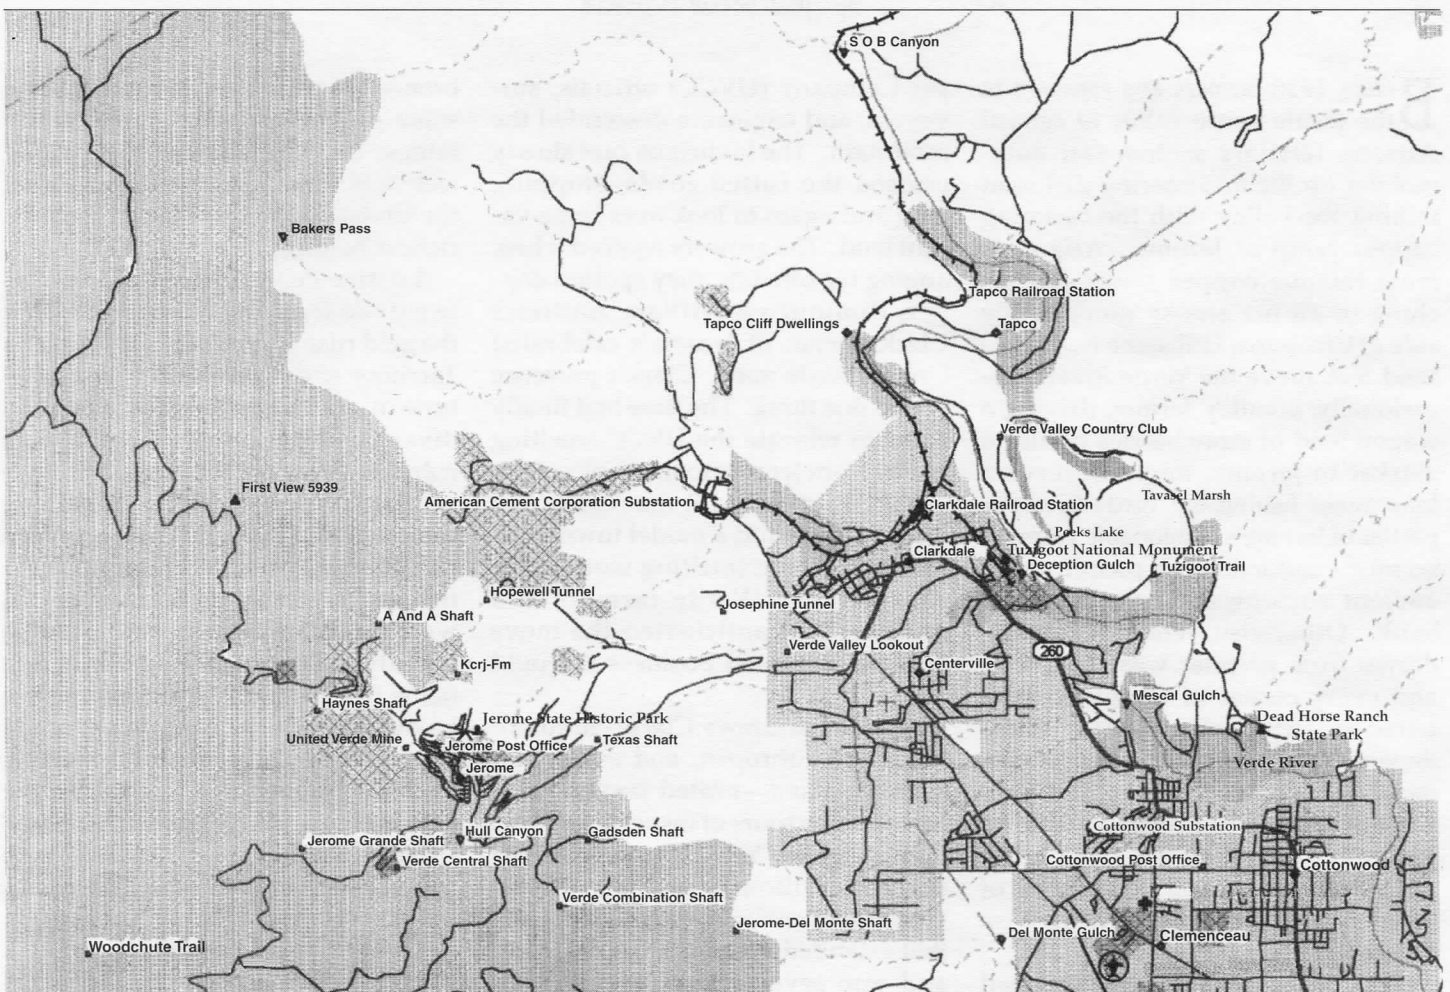 S O B Canyon
Bakers Pass
Tapco Railroad Station
Tapco Cliff Dwellings
Tapco
Verde Valley Country Club
First View 5939
Tavasel Marsh
American Cement Corporation Substation
Clarkdale Railroad Station
Pecks Lake
Clarkdale
Tuzigoot National Monument
Deception Gulch
Tuzigoot Trail
Hopewell Tunnel
Josephine Tunnel
A And A Shaft
Verde Valley Lookout
260
Kcrj-Fm
Centerville
Haynes Shaft
Mescal Gulch
Jerome State Historic Park
Dead Horse Ranch
State Park
United Verde Mine
Jerome Post Office
Texas Shaft
Verde River
Jerome
Cottonwood Substation
Hull Canyon
Gadsden Shaft
Jerome Grande Shaft
Verde Central Shaft
Cottonwood Post Office
Cottonwood
Verde Combination Shaft
Jerome-Del Monte Shaft
Del Monte Gulch
Clemenceau
Woodchute Trail